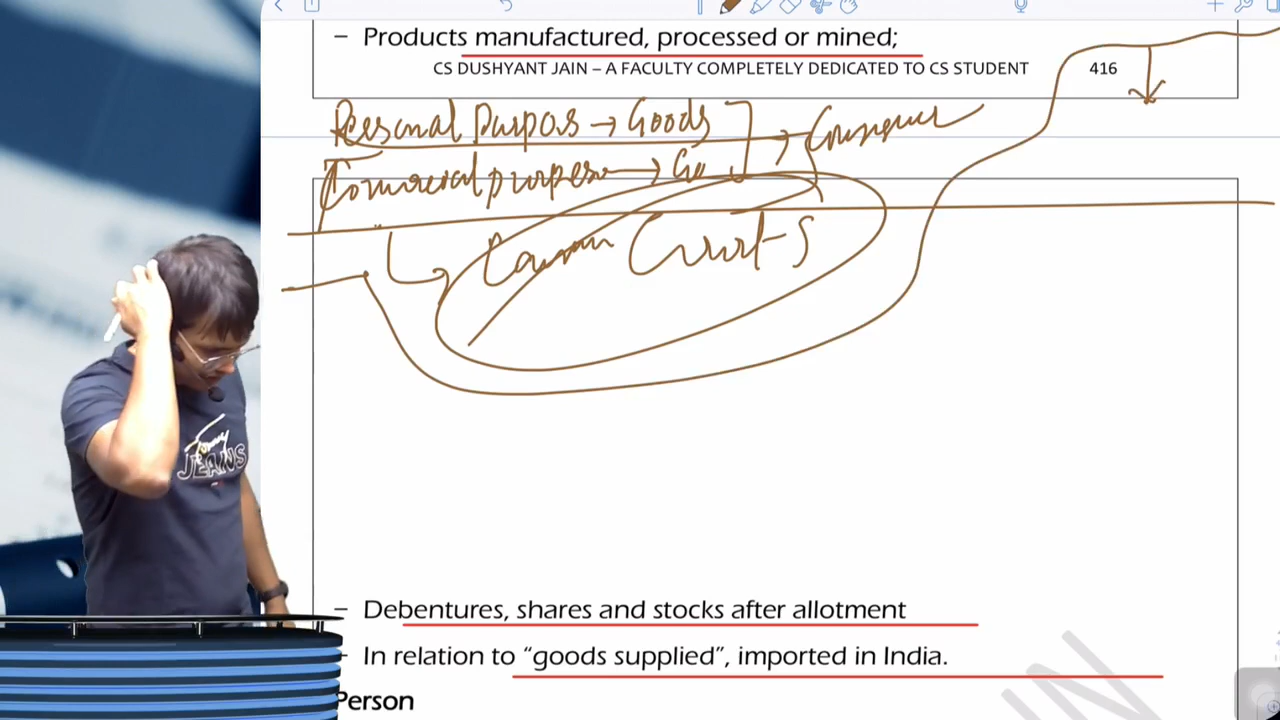 – Products manufactured, processed or mined;
CS DUSHYANT JAIN – A FACULTY COMPLETELY DEDICATED TO CS STUDENT 416
Personal purpos → Goods
Commercial purpose → Go → Consumer
JEANS
– Debentures, shares and stocks after allotment
– In relation to “goods supplied”, imported in India.
Person